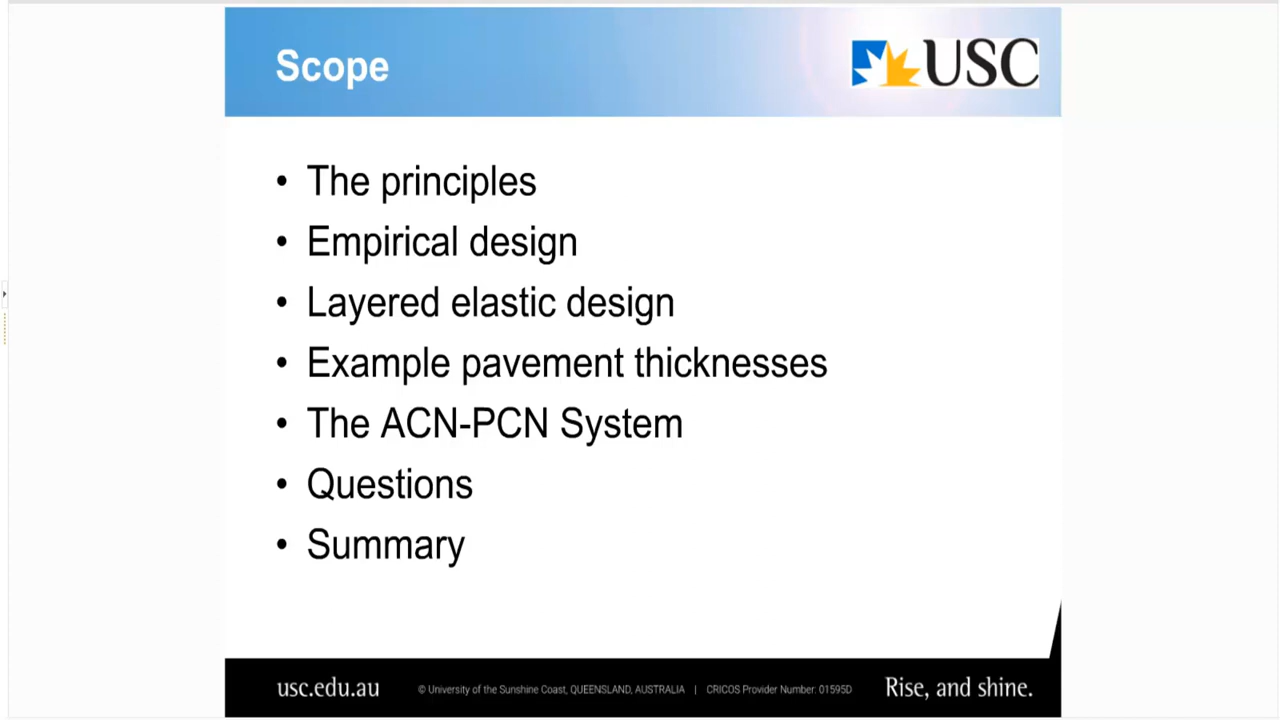 Scope
USC
• The principles
• Empirical design
• Layered elastic design
• Example pavement thicknesses
• The ACN-PCN System
• Questions
• Summary
usc.edu.au
© University of the Sunshine Coast, QUEENSLAND, AUSTRALIA | CRICOS Provider Number: 01595D
Rise, and shine.